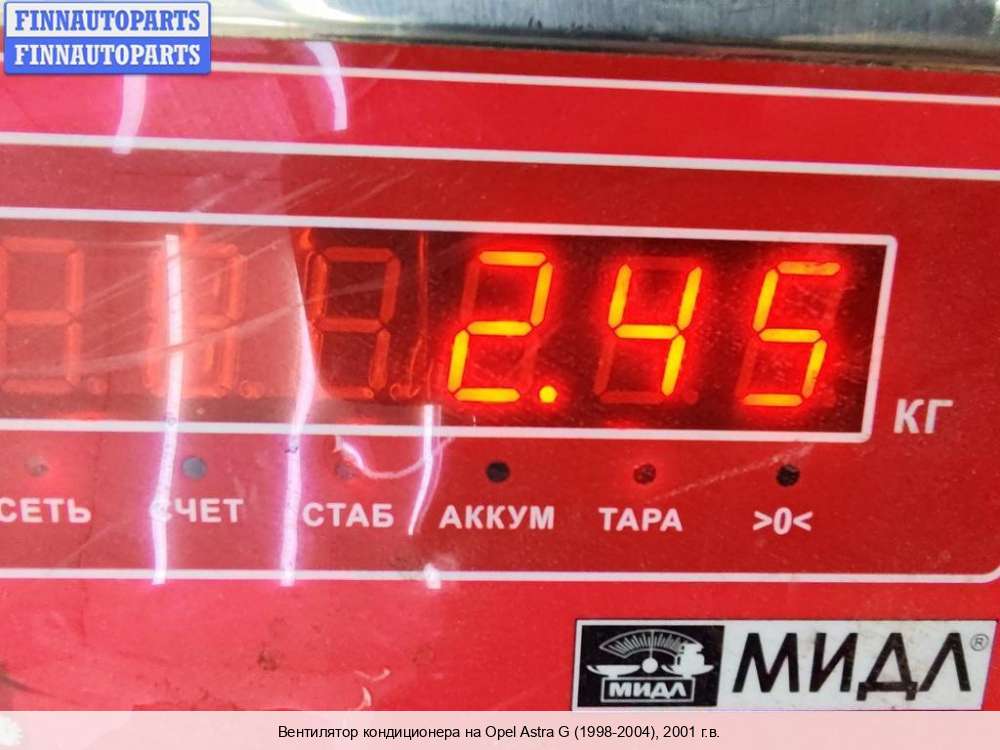 FINNAUTOPARTS
FINNAUTOPARTS
2.45
КГ
СЕТЬ СЧЕТ СТАБ АККУМ ТАРА >0<
МИДЛ МИДЛ®
Вентилятор кондиционера на Opel Astra G (1998-2004), 2001 г.в.